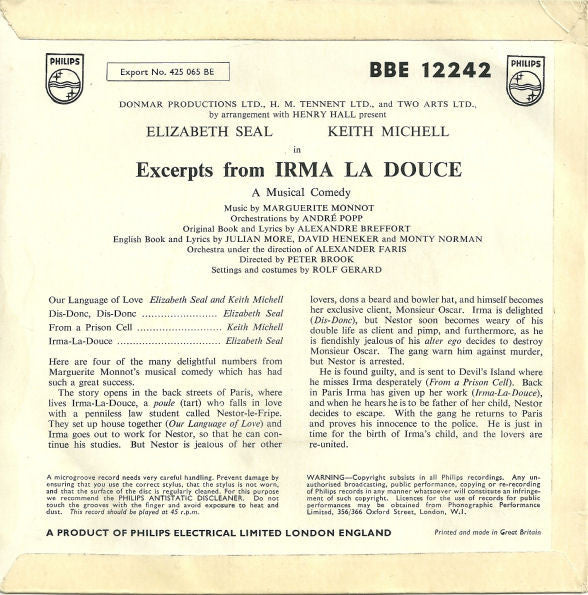 PHILIPS
Export No. 425 065 BE
BBE 12242
PHILIPS
DONMAR PRODUCTIONS LTD., H. M. TENNENT LTD., and TWO ARTS LTD.,
by arrangement with HENRY HALL present
ELIZABETH SEAL KEITH MICHELL
in
Excerpts from IRMA LA DOUCE
A Musical Comedy
Music by MARGUERITE MONNOT
Orchestrations by ANDRÉ POPP
Original Book and Lyrics by ALEXANDRE BREFFORT
English Book and Lyrics by JULIAN MORE, DAVID HENEKER and MONTY NORMAN
Orchestra under the direction of ALEXANDER FARIS
Directed by PETER BROOK
Settings and costumes by ROLF GERARD
Our Language of Love Elizabeth Seal and Keith Michell
Dis-Donc, Dis-Donc ........................ Elizabeth Seal
From a Prison Cell ............................ Keith Michell
Irma-La-Douce ................................. Elizabeth Seal
Here are four of the many delightful numbers from
Marguerite Monnot's musical comedy which has had
such a great success.
The story opens in the back streets of Paris, where
lives Irma-La-Douce, a poule (tart) who falls in love
with a penniless law student called Nestor-le-Fripe.
They set up house together (Our Language of Love) and
Irma goes out to work for Nestor, so that he can con-
tinue his studies. But Nestor is jealous of her other
lovers, dons a beard and bowler hat, and himself becomes
her exclusive client, Monsieur Oscar. Irma is delighted
(Dis-Donc), but Nestor soon becomes weary of his
double life as client and pimp, and furthermore, as he
is fiendishly jealous of his alter ego decides to destroy
Monsieur Oscar. The gang warn him against murder,
but Nestor is arrested.
He is found guilty, and is sent to Devil's Island where
he misses Irma desperately (From a Prison Cell). Back
in Paris Irma has given up her work (Irma-La-Douce),
and when he hears he is to be father of her child, Nestor
decides to escape. With the gang he returns to Paris
and proves his innocence to the police. He is just in
time for the birth of Irma's child, and the lovers are
re-united.
A microgroove record needs very careful handling. Prevent damage by
ensuring that you use the correct stylus, that the stylus is not worn,
and that the surface of the disc is regularly cleaned. For this purpose
we recommend the PHILIPS ANTISTATIC DISCLEANER. Do not
touch the grooves with the finger and avoid exposure to heat and
dust. This record should be played at 45 r.p.m.
WARNING—Copyright subsists in all Philips recordings. Any un-
authorised broadcasting, public performance, copying or re-recording
of Philips records in any manner whatsoever will constitute an infringe-
ment of such copyright. Licences for the use of records for public
performances may be obtained from Phonographic Performance
Limited, 356/366 Oxford Street, London, W.1.
A PRODUCT OF PHILIPS ELECTRICAL LIMITED LONDON ENGLAND
Printed and made in Great Britain